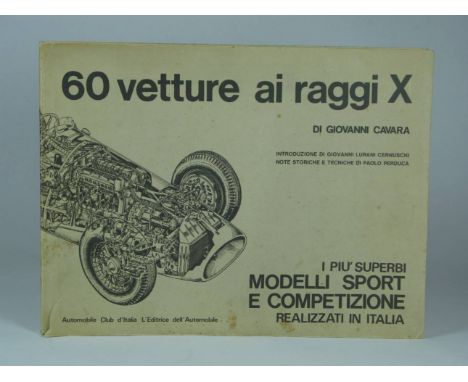 60 vetture ai raggi X
DI GIOVANNI CAVARA
INTRODUZIONE DI GIOVANNI LURANI CERNUSCHI
NOTE STORICHE E TECNICHE DI PAOLO PERDUCA
I PIU' SUPERBI
MODELLI SPORT
E COMPETIZIONE
REALIZZATI IN ITALIA
Automobile Club d'Italia L'Editrice dell'Automobile